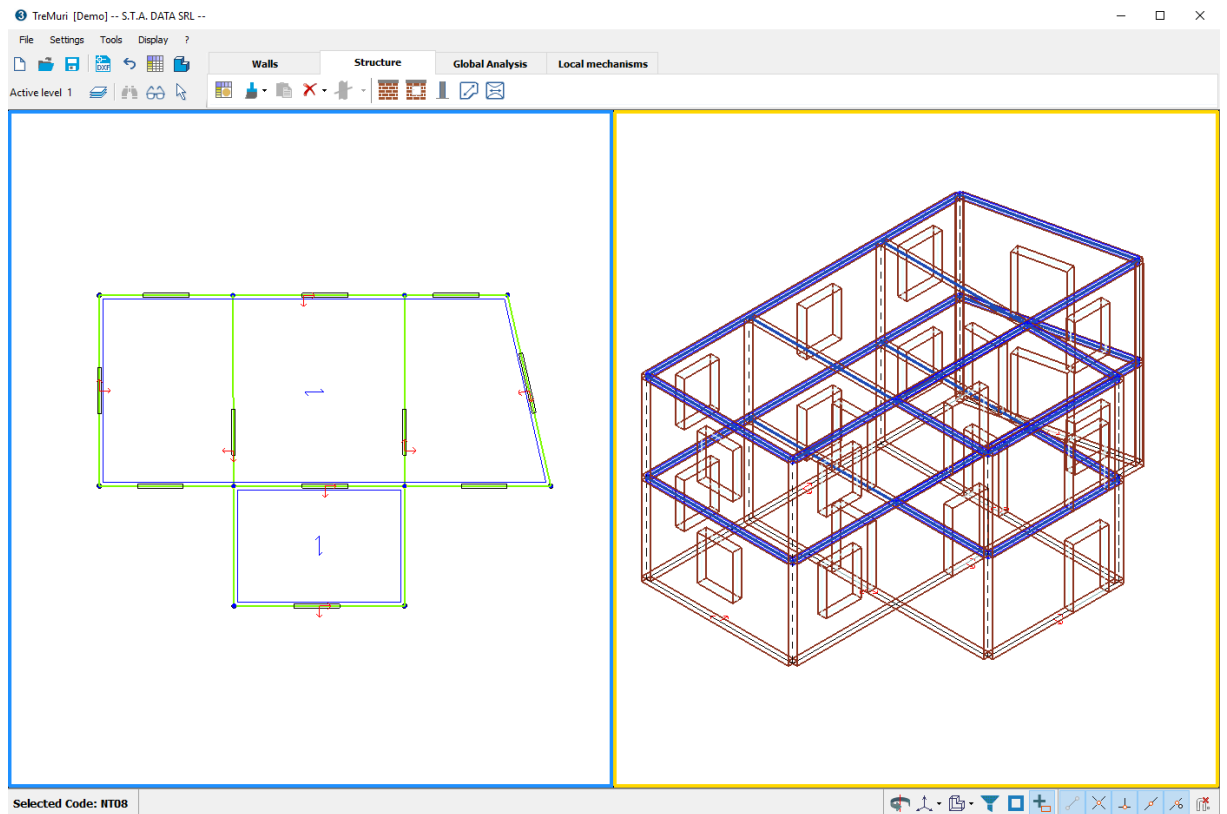 TreMuri [Demo] -- S.T.A. DATA SRL --
File Settings Tools Display ?
DXF
Walls Structure Global Analysis Local mechanisms
Active level 1
Selected Code: NT08